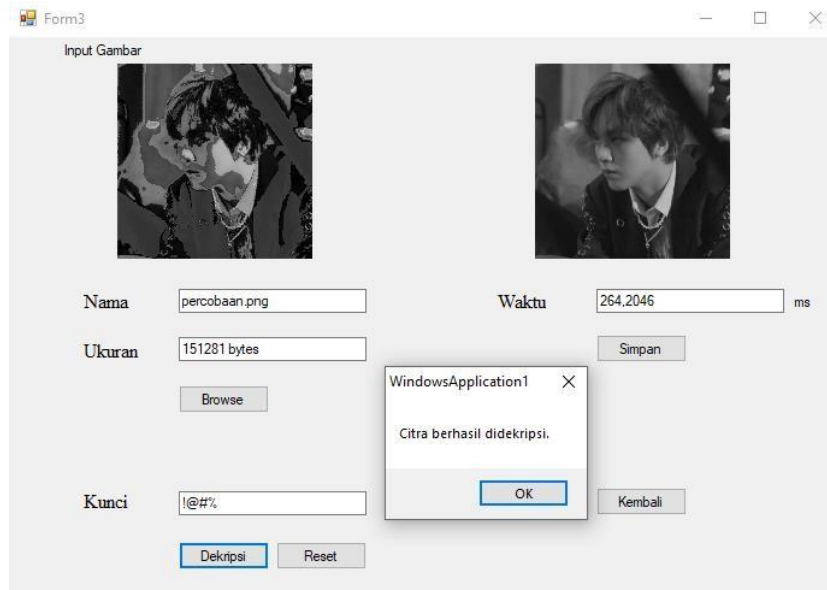 Form3
Input Gambar
Nama percobaan.png Waktu 264,2046 ms
Ukuran 151281 bytes Simpan
WindowsApplication1
Browse
Citra berhasil didekripsi.
OK
Kunci !@#% Kembali
Dekripsi Reset